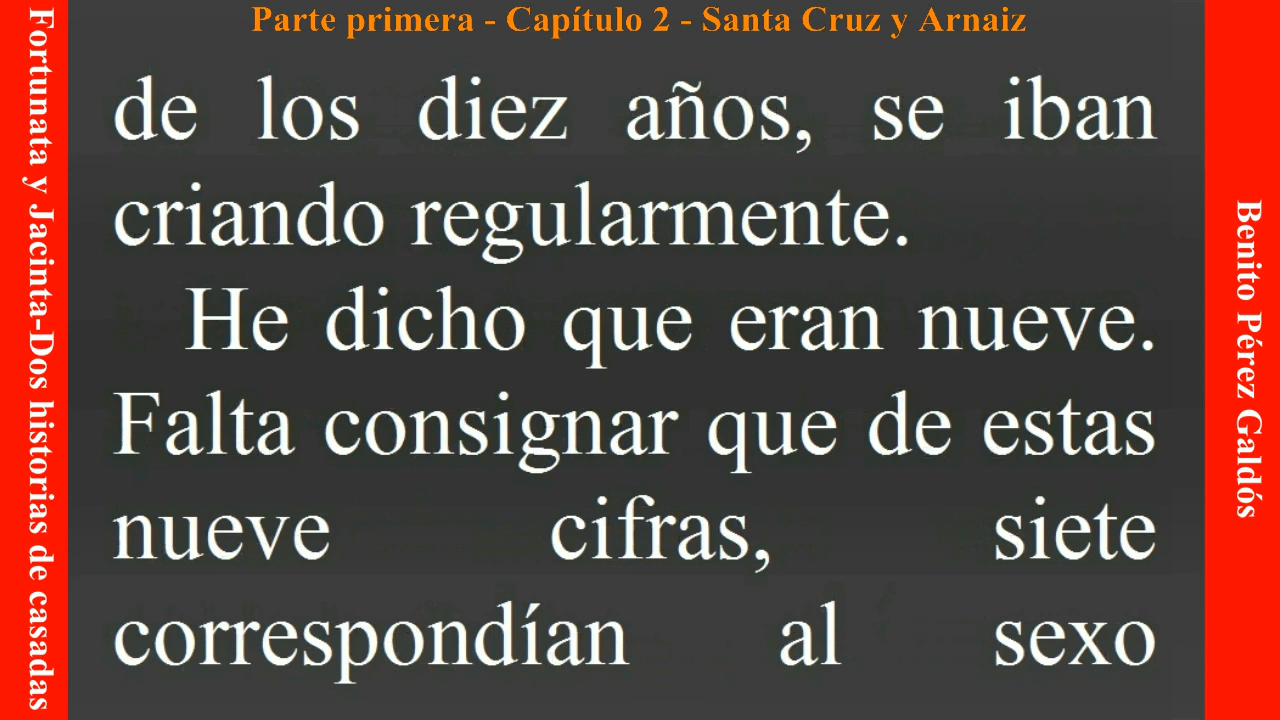 Parte primera - Capítulo 2 - Santa Cruz y Arnaiz
Fortunata y Jacinta-Dos historias de casadas
de los diez años, se iban
criando regularmente.
He dicho que eran nueve.
Falta consignar que de estas
nueve cifras, siete
correspondían al sexo
Benito Pérez Galdós